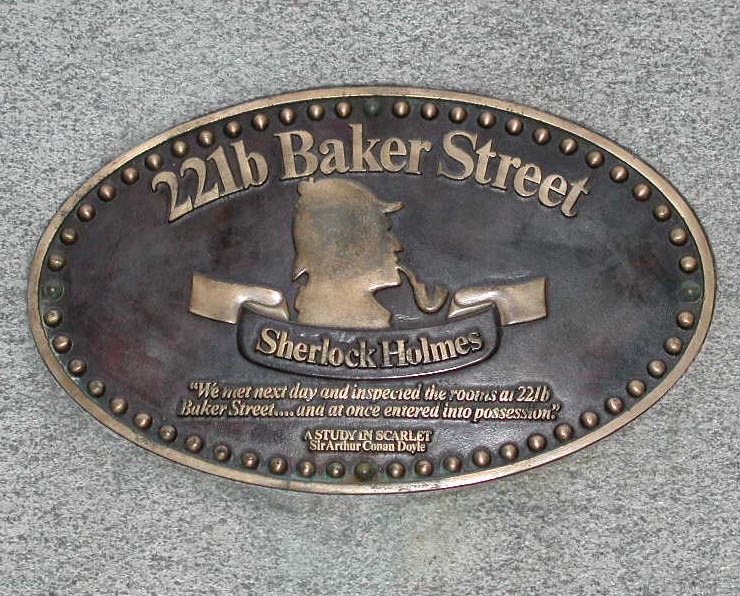 221b Baker Street
Sherlock Holmes
"We met next day and inspected the rooms at 221b
Baker Street....and at once entered into possession."
A STUDY IN SCARLET
Sir Arthur Conan Doyle